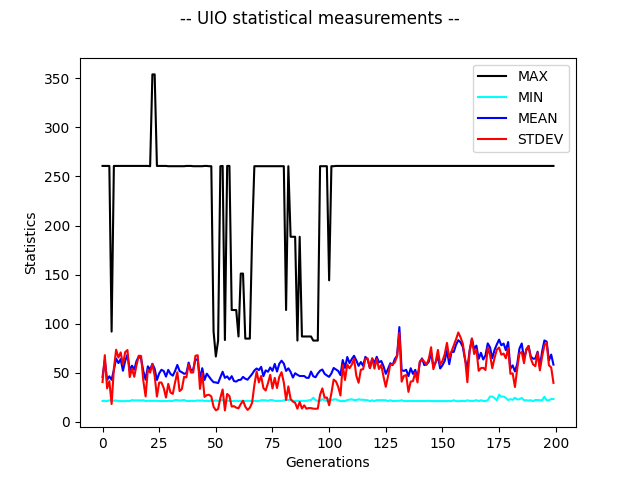 -- UIO statistical measurements --
MAX
MIN
MEAN
STDEV
350
300
250
200
150
100
50
0
Statistics
0 25 50 75 100 125 150 175 200
Generations